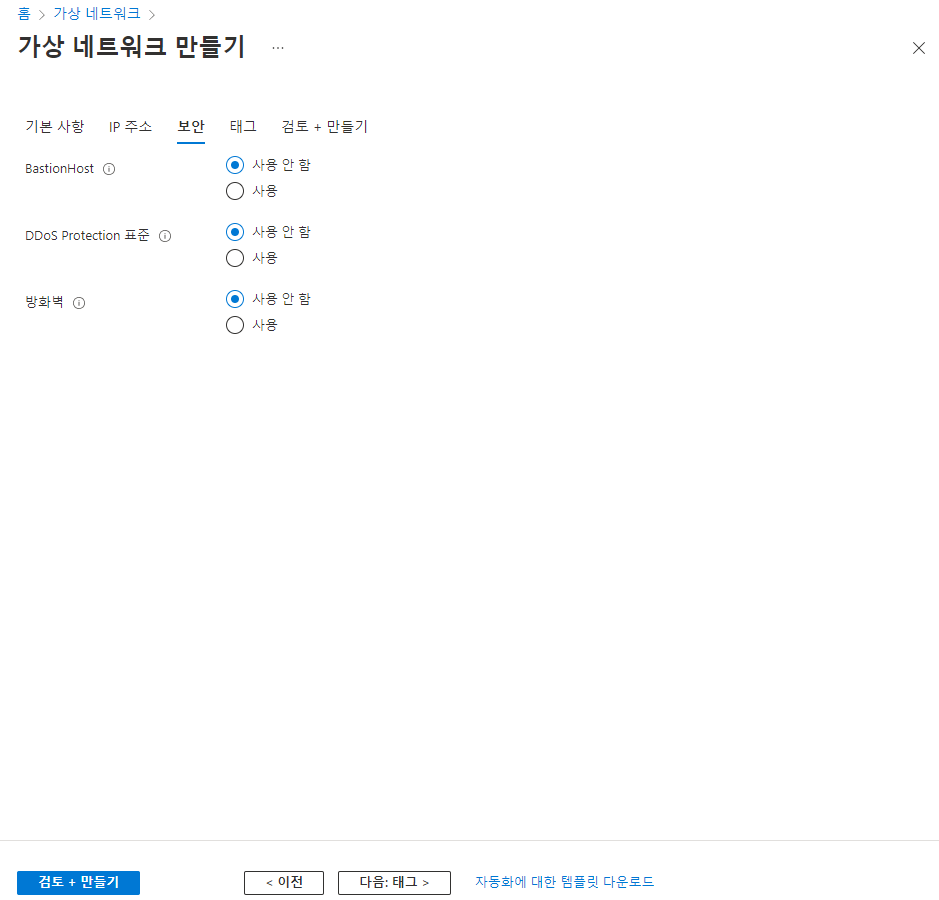 홈 > 가상 네트워크 >
가상 네트워크 만들기 ...
기본 사항 IP 주소 보안 태그 검토 + 만들기
BastionHost
사용 안 함
사용
DDoS Protection 표준
사용 안 함
사용
방화벽
사용 안 함
사용
검토 + 만들기 < 이전 다음: 태그 > 자동화에 대한 템플릿 다운로드